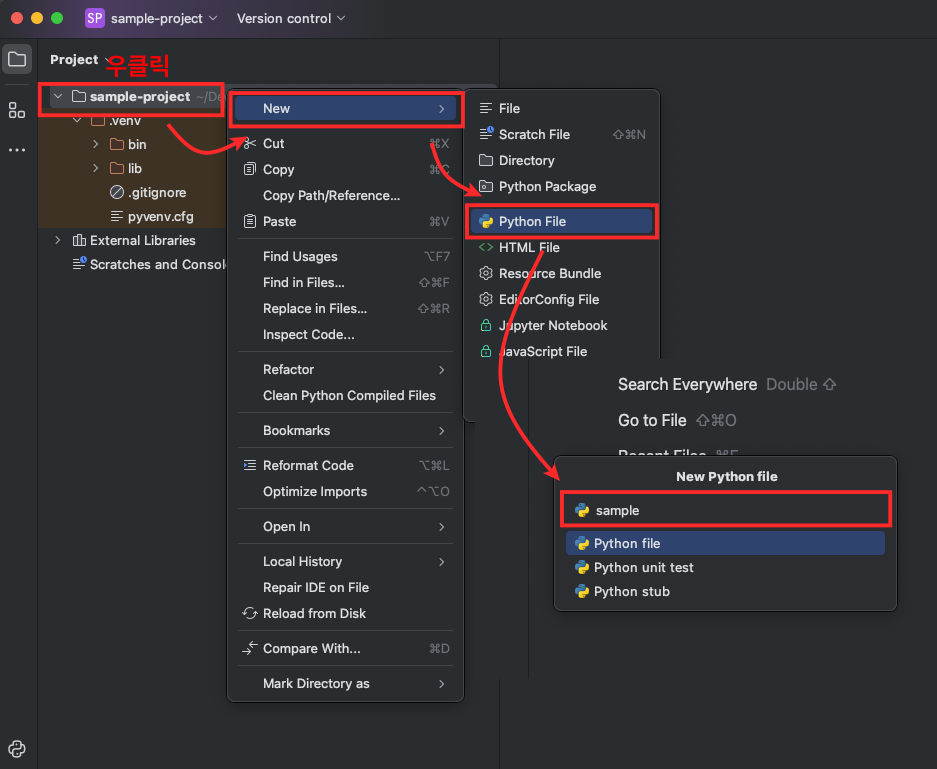 SP sample-project Version control
Project
우클릭
sample-project ~/De
.venv
bin
lib
.gitignore
pyvenv.cfg
External Libraries
Scratches and Consol
New
Cut ⌘X
Copy ⌘C
Copy Path/Reference...
Paste ⌘V
Find Usages ⌥F7
Find in Files... ⇧⌘F
Replace in Files... ⇧⌘R
Inspect Code...
Refactor
Clean Python Compiled Files
Bookmarks
Reformat Code ⌥⌘L
Optimize Imports ^⌥O
Open In
Local History
Repair IDE on File
Reload from Disk
Compare With... ⌘D
Mark Directory as
File
Scratch File ⇧⌘N
Directory
Python Package
Python File
HTML File
Resource Bundle
EditorConfig File
Jupyter Notebook
JavaScript File
Search Everywhere Double ⇧
Go to File ⇧⌘O
Recent Files ⌘E
New Python file
sample
Python file
Python unit test
Python stub